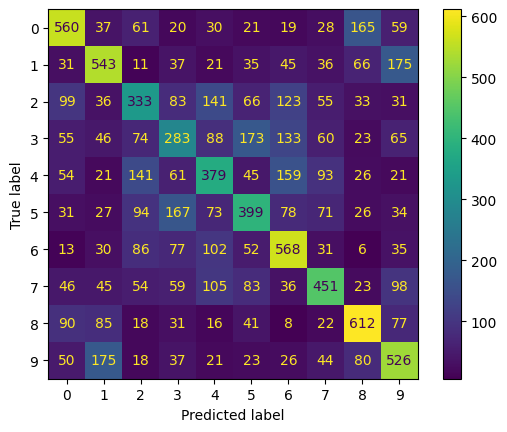 0 560 37 61 20 30 21 19 28 165 59
600
1 31 543 11 37 21 35 45 36 66 175
2 99 36 333 83 141 66 123 55 33 31
500
3 55 46 74 283 88 173 133 60 23 65
400
4 54 21 141 61 379 45 159 93 26 21
True label
5 31 27 94 167 73 399 78 71 26 34
300
6 13 30 86 77 102 52 568 31 6 35
200
7 46 45 54 59 105 83 36 451 23 98
8 90 85 18 31 16 41 8 22 612 77
100
9 50 175 18 37 21 23 26 44 80 526
0 1 2 3 4 5 6 7 8 9
Predicted label